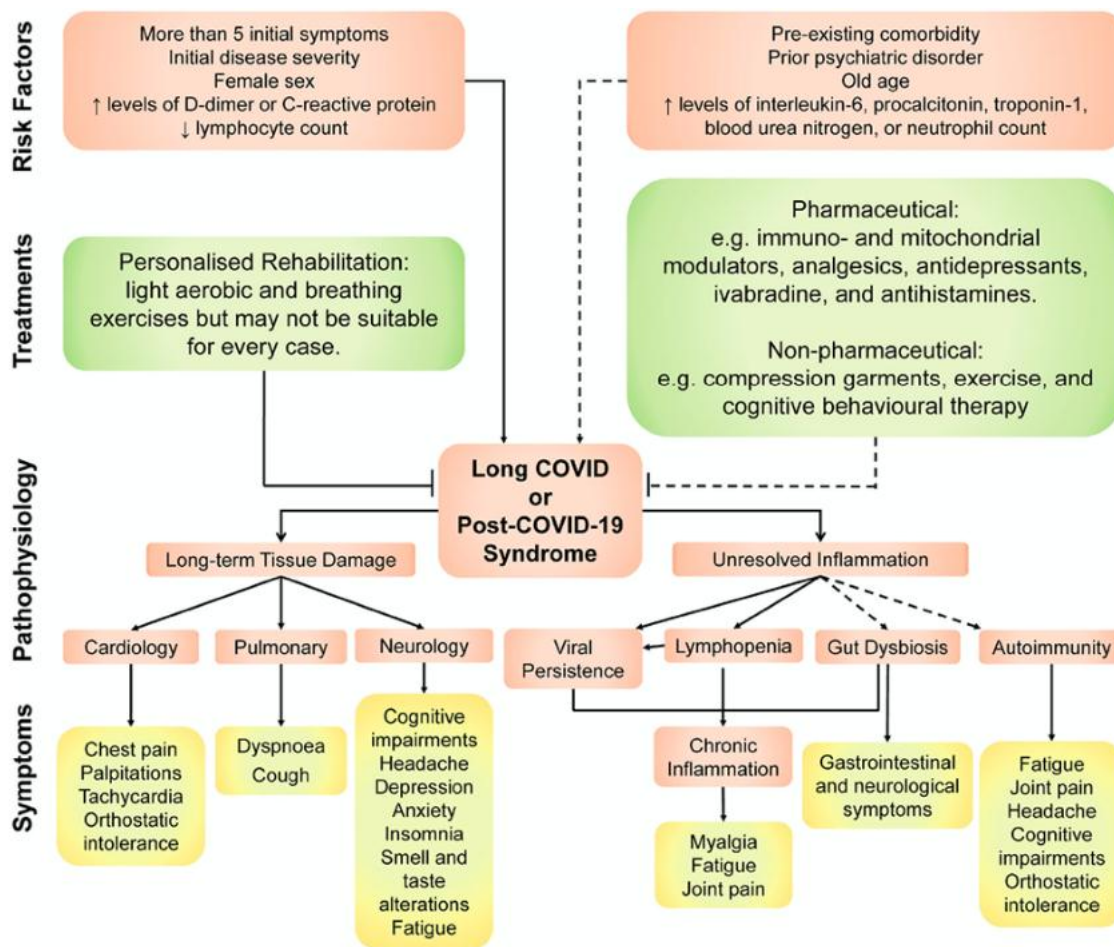 Risk Factors
More than 5 initial symptoms
Initial disease severity
Female sex
↑ levels of D-dimer or C-reactive protein
↓ lymphocyte count
Pre-existing comorbidity
Prior psychiatric disorder
Old age
↑ levels of interleukin-6, procalcitonin, troponin-1,
blood urea nitrogen, or neutrophil count
Treatments
Personalised Rehabilitation:
light aerobic and breathing
exercises but may not be suitable
for every case.
Pharmaceutical:
e.g. immuno- and mitochondrial
modulators, analgesics, antidepressants,
ivabradine, and antihistamines.
Non-pharmaceutical:
e.g. compression garments, exercise, and
cognitive behavioural therapy
Pathophysiology
Long COVID
or
Post-COVID-19
Syndrome
Long-term Tissue Damage
Unresolved Inflammation
Cardiology
Pulmonary
Neurology
Viral
Persistence
Lymphopenia
Gut Dysbiosis
Autoimmunity
Symptoms
Chest pain
Palpitations
Tachycardia
Orthostatic
intolerance
Dyspnoea
Cough
Cognitive
impairments
Headache
Depression
Anxiety
Insomnia
Smell and
taste
alterations
Fatigue
Chronic
Inflammation
Myalgia
Fatigue
Joint pain
Gastrointestinal
and neurological
symptoms
Fatigue
Joint pain
Headache
Cognitive
impairments
Orthostatic
intolerance